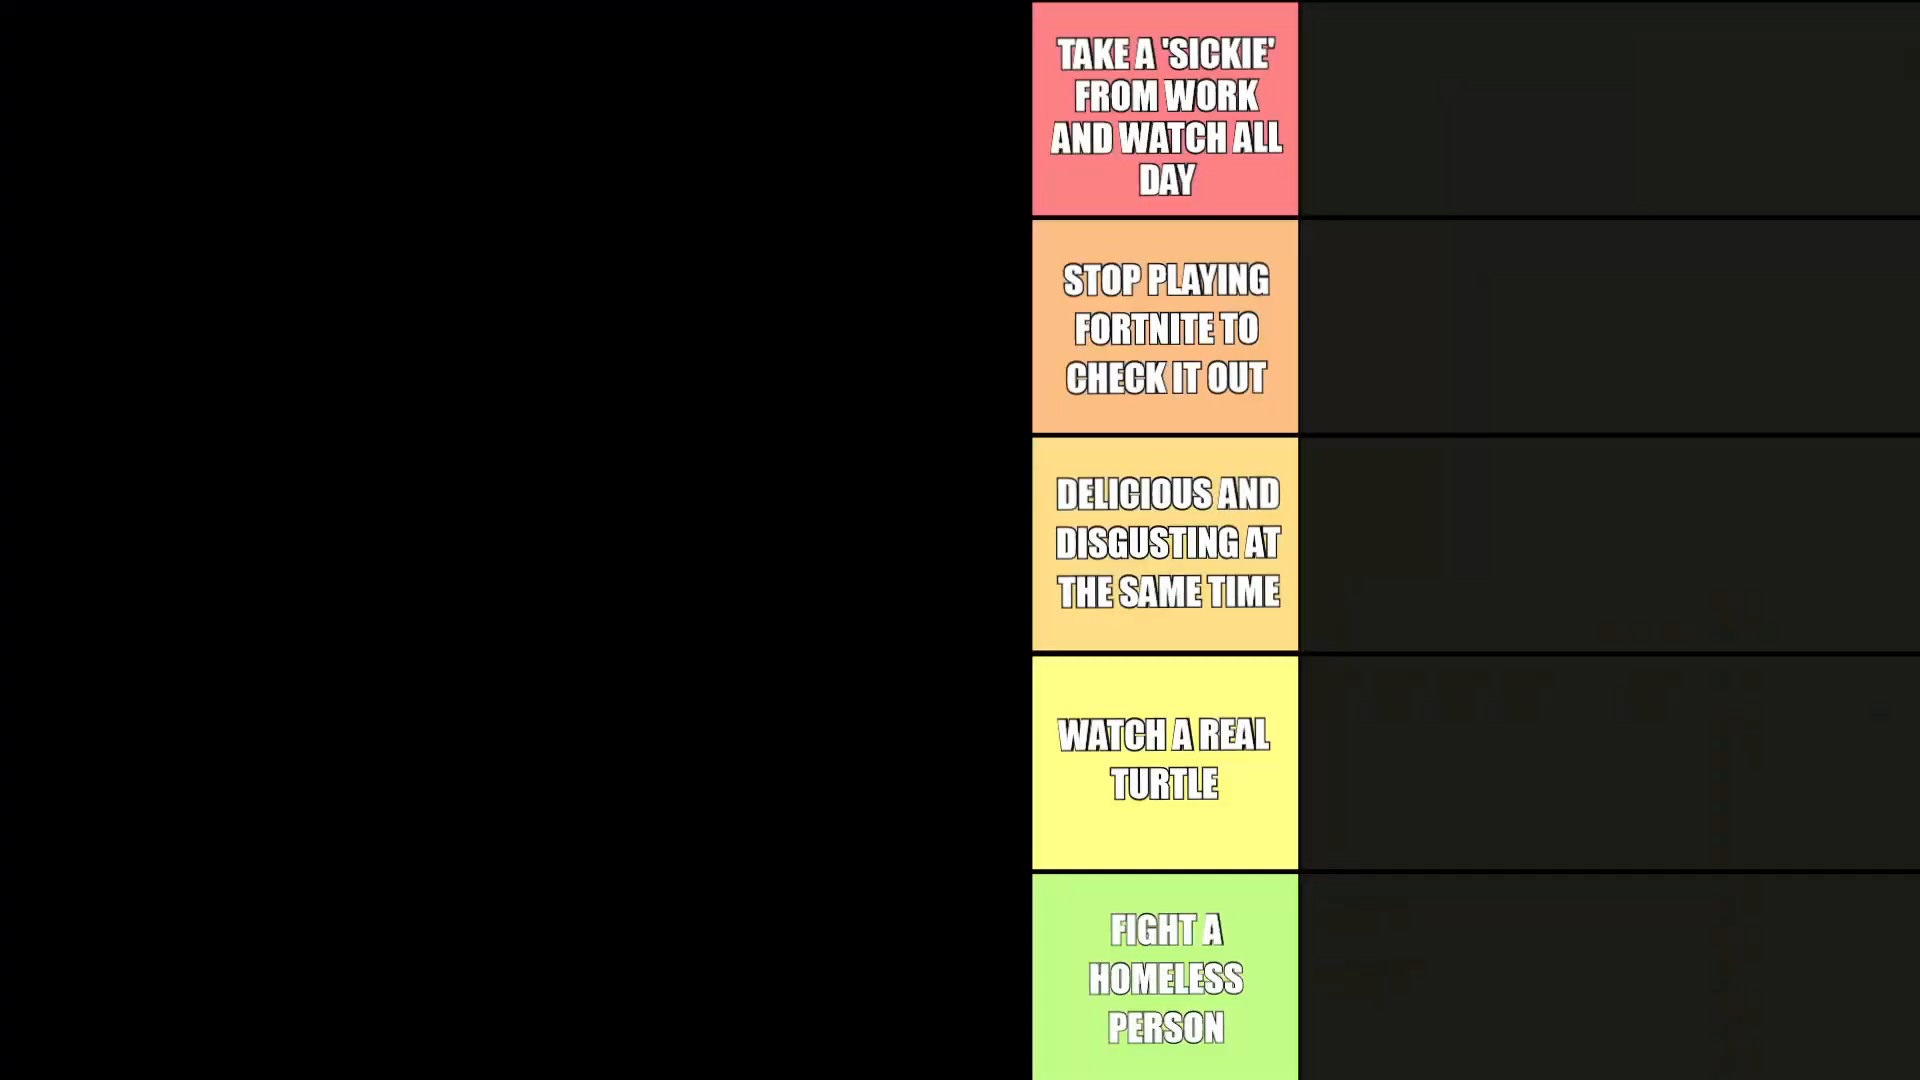 TAKE A 'SICKIE'
FROM WORK
AND WATCH ALL
DAY
STOP PLAYING
FORTNITE TO
CHECK IT OUT
DELICIOUS AND
DISGUSTING AT
THE SAME TIME
WATCH A REAL
TURTLE
FIGHT A
HOMELESS
PERSON